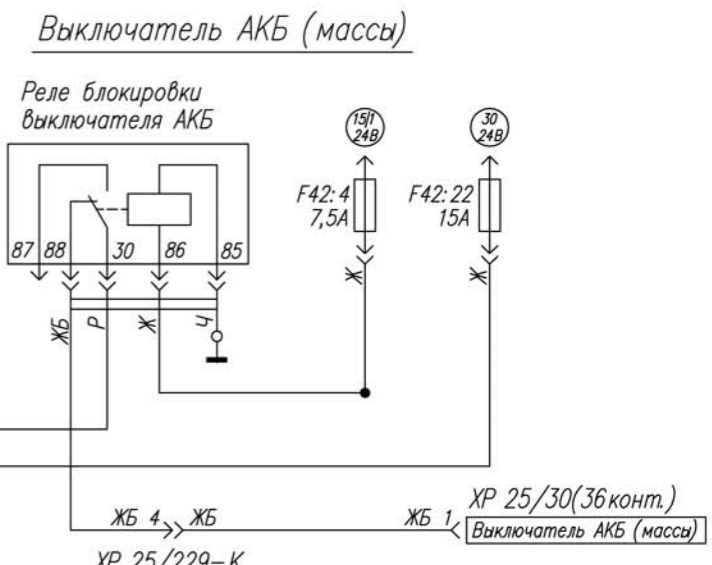 Выключатель АКБ (массы)
Реле блокировки
выключателя АКБ
15/1
24В
30
24В
F42: 4
7,5А
F42: 22
15А
87 88 30 86 85
Ж Ж
ЖБ Р Ж Ч
ХР 25/30(36конт.)
ЖБ 4 ЖБ ЖБ 1 Выключатель АКБ (массы)
ХР 25/229-К